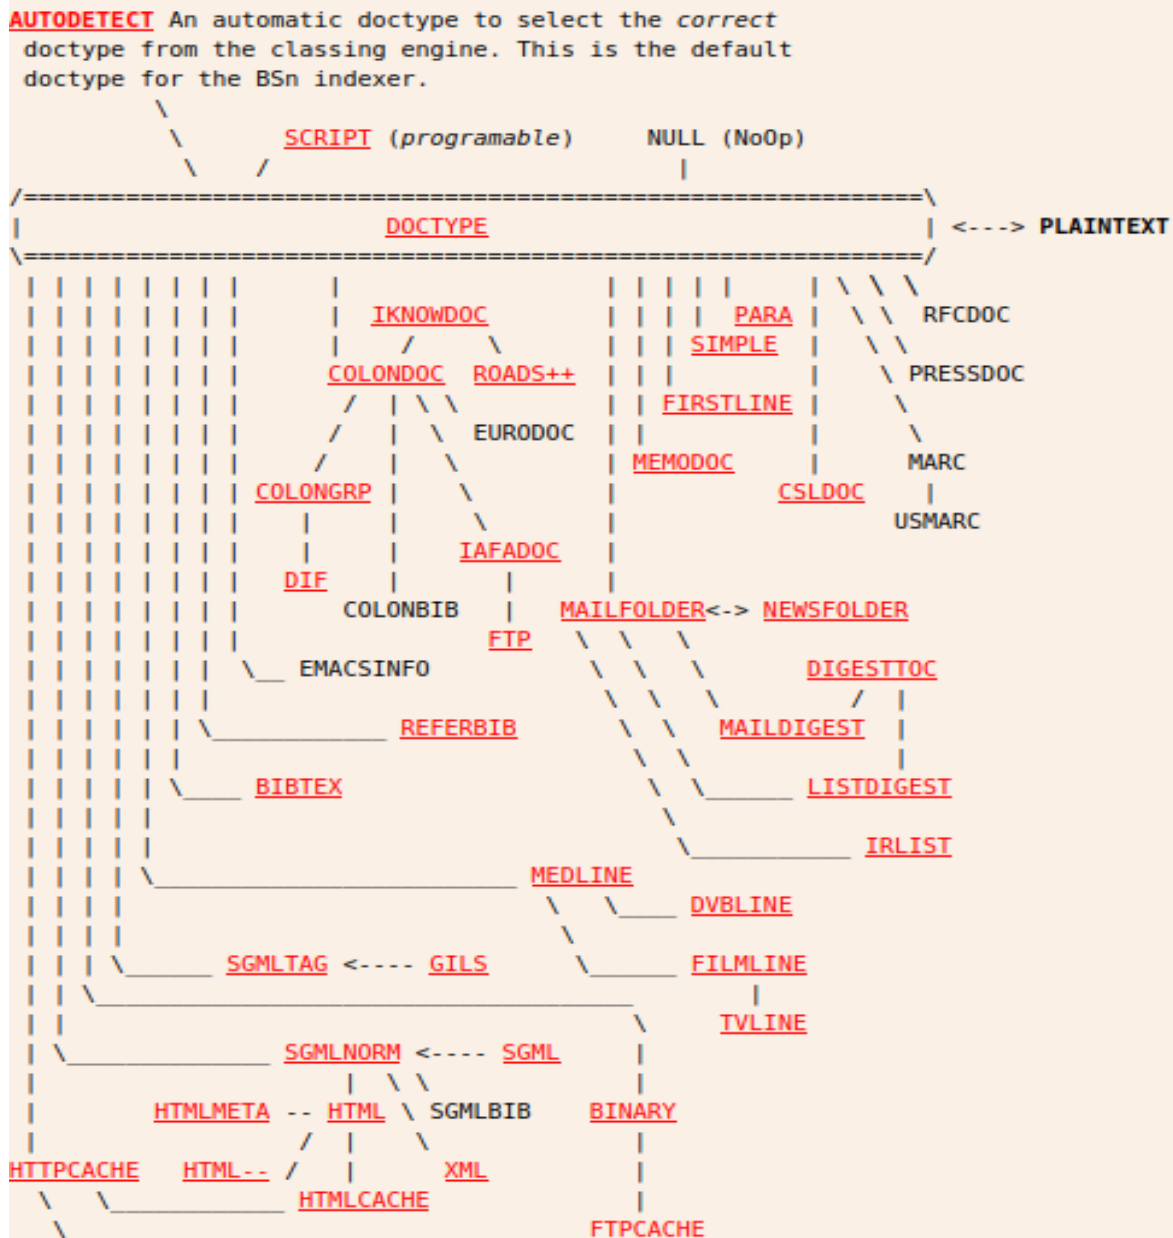 AUTODETECT An automatic doctype to select the correct
doctype from the classing engine. This is the default
doctype for the BSn indexer.
SCRIPT (programable) NULL (NoOp)
DOCTYPE <---> PLAINTEXT
IKNOWDOC PARA RFCDOC
SIMPLE
COLONDOC ROADS++ PRESSDOC
FIRSTLINE
EURODOC
MEMODOC MARC
COLONGRP CSLDOC
USMARC
IAFADOC
DIF
COLONBIB MAILFOLDER<-> NEWSFOLDER
FTP
EMACSINFO DIGESTTOC
REFERBIB MAILDIGEST
BIBTEX LISTDIGEST
IRLIST
MEDLINE
DVBLINE
SGMLTAG <---- GILS FILMLINE
TVLINE
SGMLNORM <---- SGML
HTMLMETA -- HTML SGMLBIB BINARY
HTTPCACHE HTML-- XML
HTMLCACHE
FTPCACHE